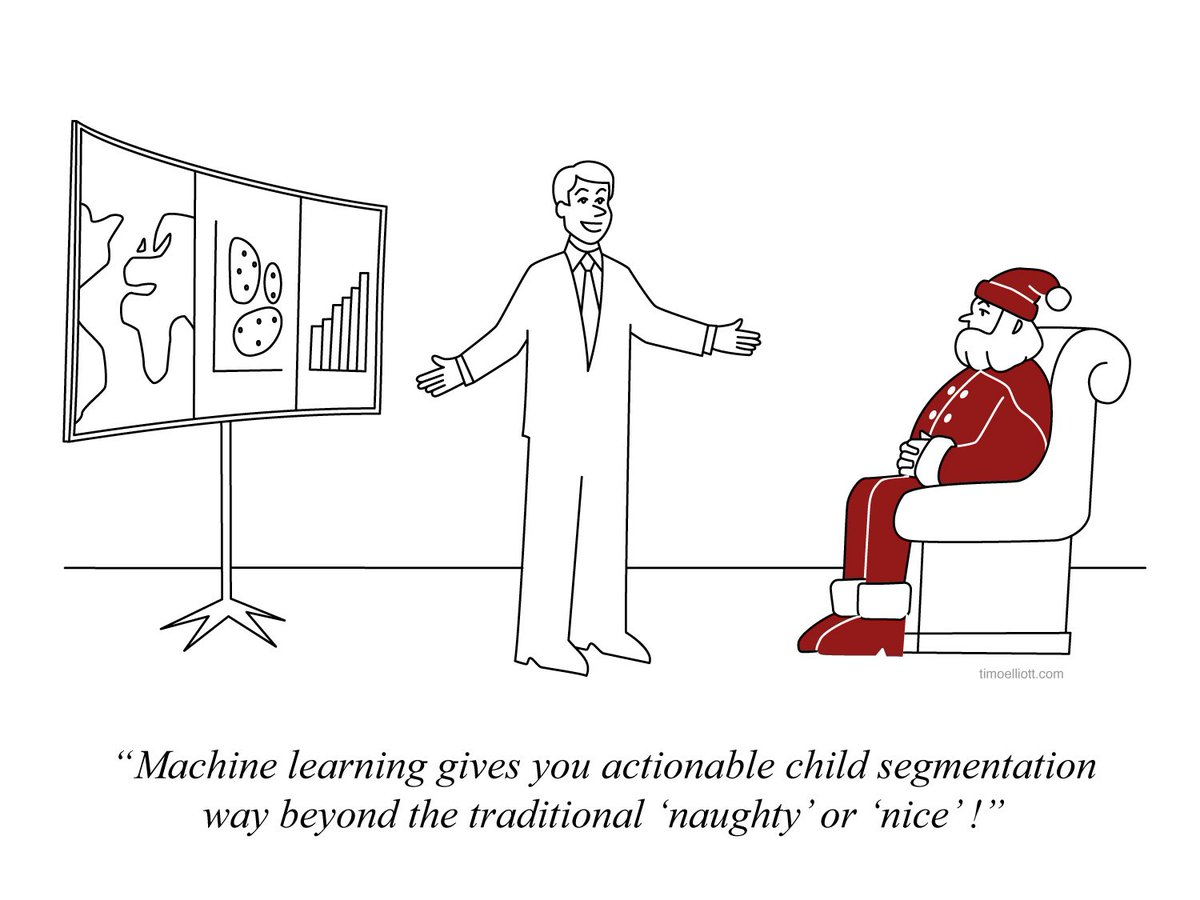 timoelliott.com
“Machine learning gives you actionable child segmentation
way beyond the traditional ‘naughty’ or ‘nice’ !”